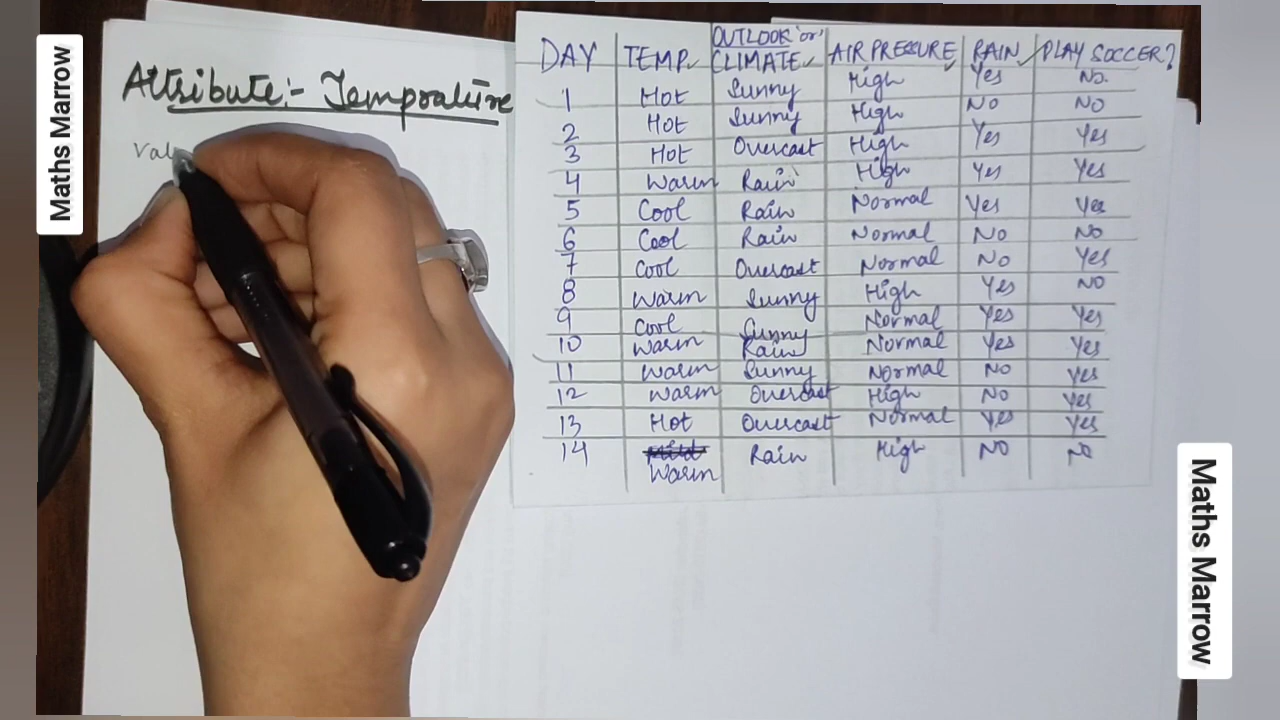 Maths Marrow
Attribute:- Temprature
Val
DAY TEMP. OUTLOOK 'or' CLIMATE AIR PRESSURE RAIN PLAY SOCCER?
1 Hot Sunny High Yes No.
2 Hot Sunny High No No
3 Hot Overcast High Yes Yes
4 Warm Rain High Yes Yes
5 Cool Rain Normal Yes Yes
6 Cool Rain Normal No No
7 Cool Overcast Normal No Yes
8 Warm Sunny High Yes NO
9 Cool Sunny Normal Yes Yes
10 Warm Rain Normal Yes Yes
11 Warm Sunny Normal No Yes
12 Warm Overcast High No Yes
13 Hot Overcast Normal Yes Yes
14 Warm Rain High NO NO
Maths Marrow